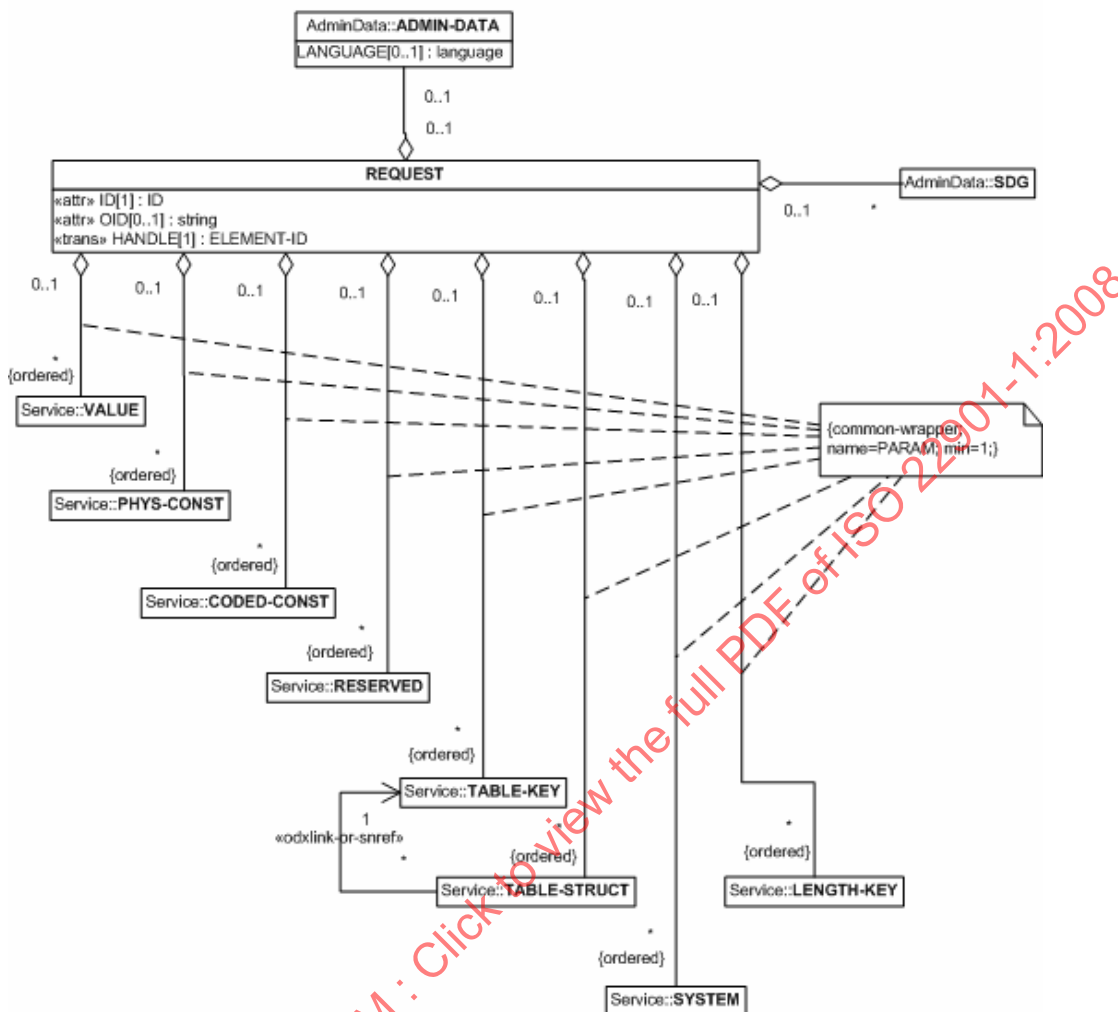 AdminData::ADMIN-DATA
LANGUAGE[0..1] : language
0..1
0..1
REQUEST
«attr» ID[1] : ID
«attr» OID[0..1] : string
«trans» HANDLE[1] : ELEMENT-ID
AdminData::SDG
0..1
*
0..1
0..1
0..1
0..1
0..1
0..1
0..1
0..1
*
{ordered}
Service::VALUE
{common-wrapper;
name=PARAM; min=1;}
*
{ordered}
Service::PHYS-CONST
*
{ordered}
Service::CODED-CONST
*
{ordered}
Service::RESERVED
*
{ordered}
Service::TABLE-KEY
1
«odxlink-or-snref»
*
*
{ordered}
Service::TABLE-STRUCT
*
{ordered}
Service::LENGTH-KEY
*
{ordered}
Service::SYSTEM
: Click to view the full PDF of ISO 22901-1:2008